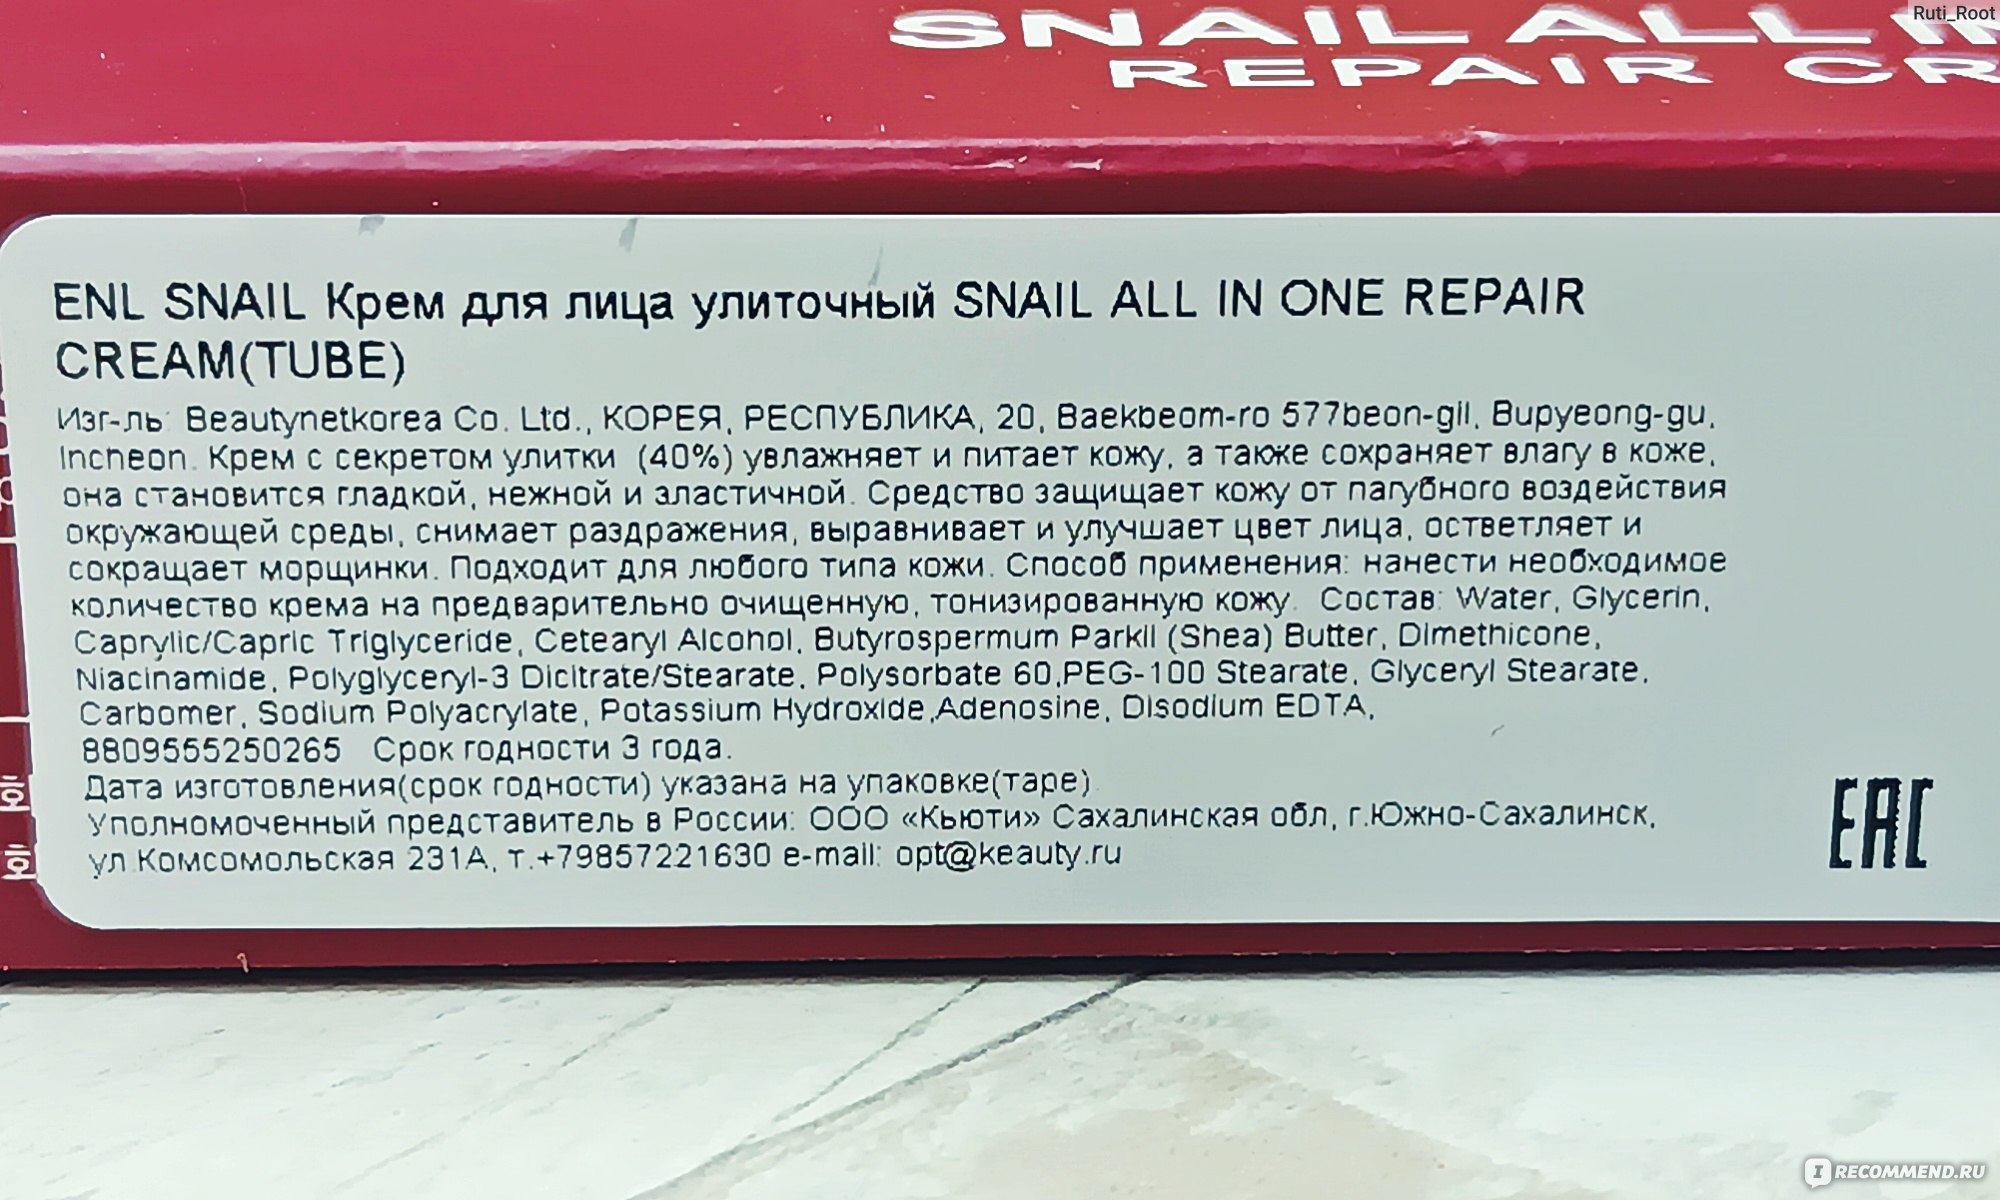 Ruti_Root
SNAIL ALL
REPAIR
ENL SNAIL Крем для лица улиточный SNAIL ALL IN ONE REPAIR
CREAM(TUBE)
Изг-ль: Beautynetkorea Co. Ltd., КОРЕЯ, РЕСПУБЛИКА, 20, Baekbeom-ro 577beon-gil, Bupyeong-gu,
Incheon. Крем с секретом улитки (40%) увлажняет и питает кожу, а также сохраняет влагу в коже,
она становится гладкой, нежной и эластичной. Средство защищает кожу от пагубного воздействия
окружающей среды, снимает раздражения, выравнивает и улучшает цвет лица, остветляет и
сокращает морщинки. Подходит для любого типа кожи. Способ применения: нанести необходимое
количество крема на предварительно очищенную, тонизированную кожу. Состав: Water, Glycerin,
Caprylic/Capric Triglyceride, Cetearyl Alcohol, Butyrospermum Parkii (Shea) Butter, Dimethicone,
Niacinamide, Polyglyceryl-3 Dicitrate/Stearate, Polysorbate 60,PEG-100 Stearate, Glyceryl Stearate,
Carbomer, Sodium Polyacrylate, Potassium Hydroxide,Adenosine, Disodium EDTA,
8809555250265 Срок годности 3 года.
Дата изготовления(срок годности) указана на упаковке(таре)
Уполномоченный представитель в России: ООО «Кьюти» Сахалинская обл, г.Южно-Сахалинск,
ул.Комсомольская 231А, т.+79857221630 e-mail: opt@keauty.ru
EAC
IRECOMMEND.RU